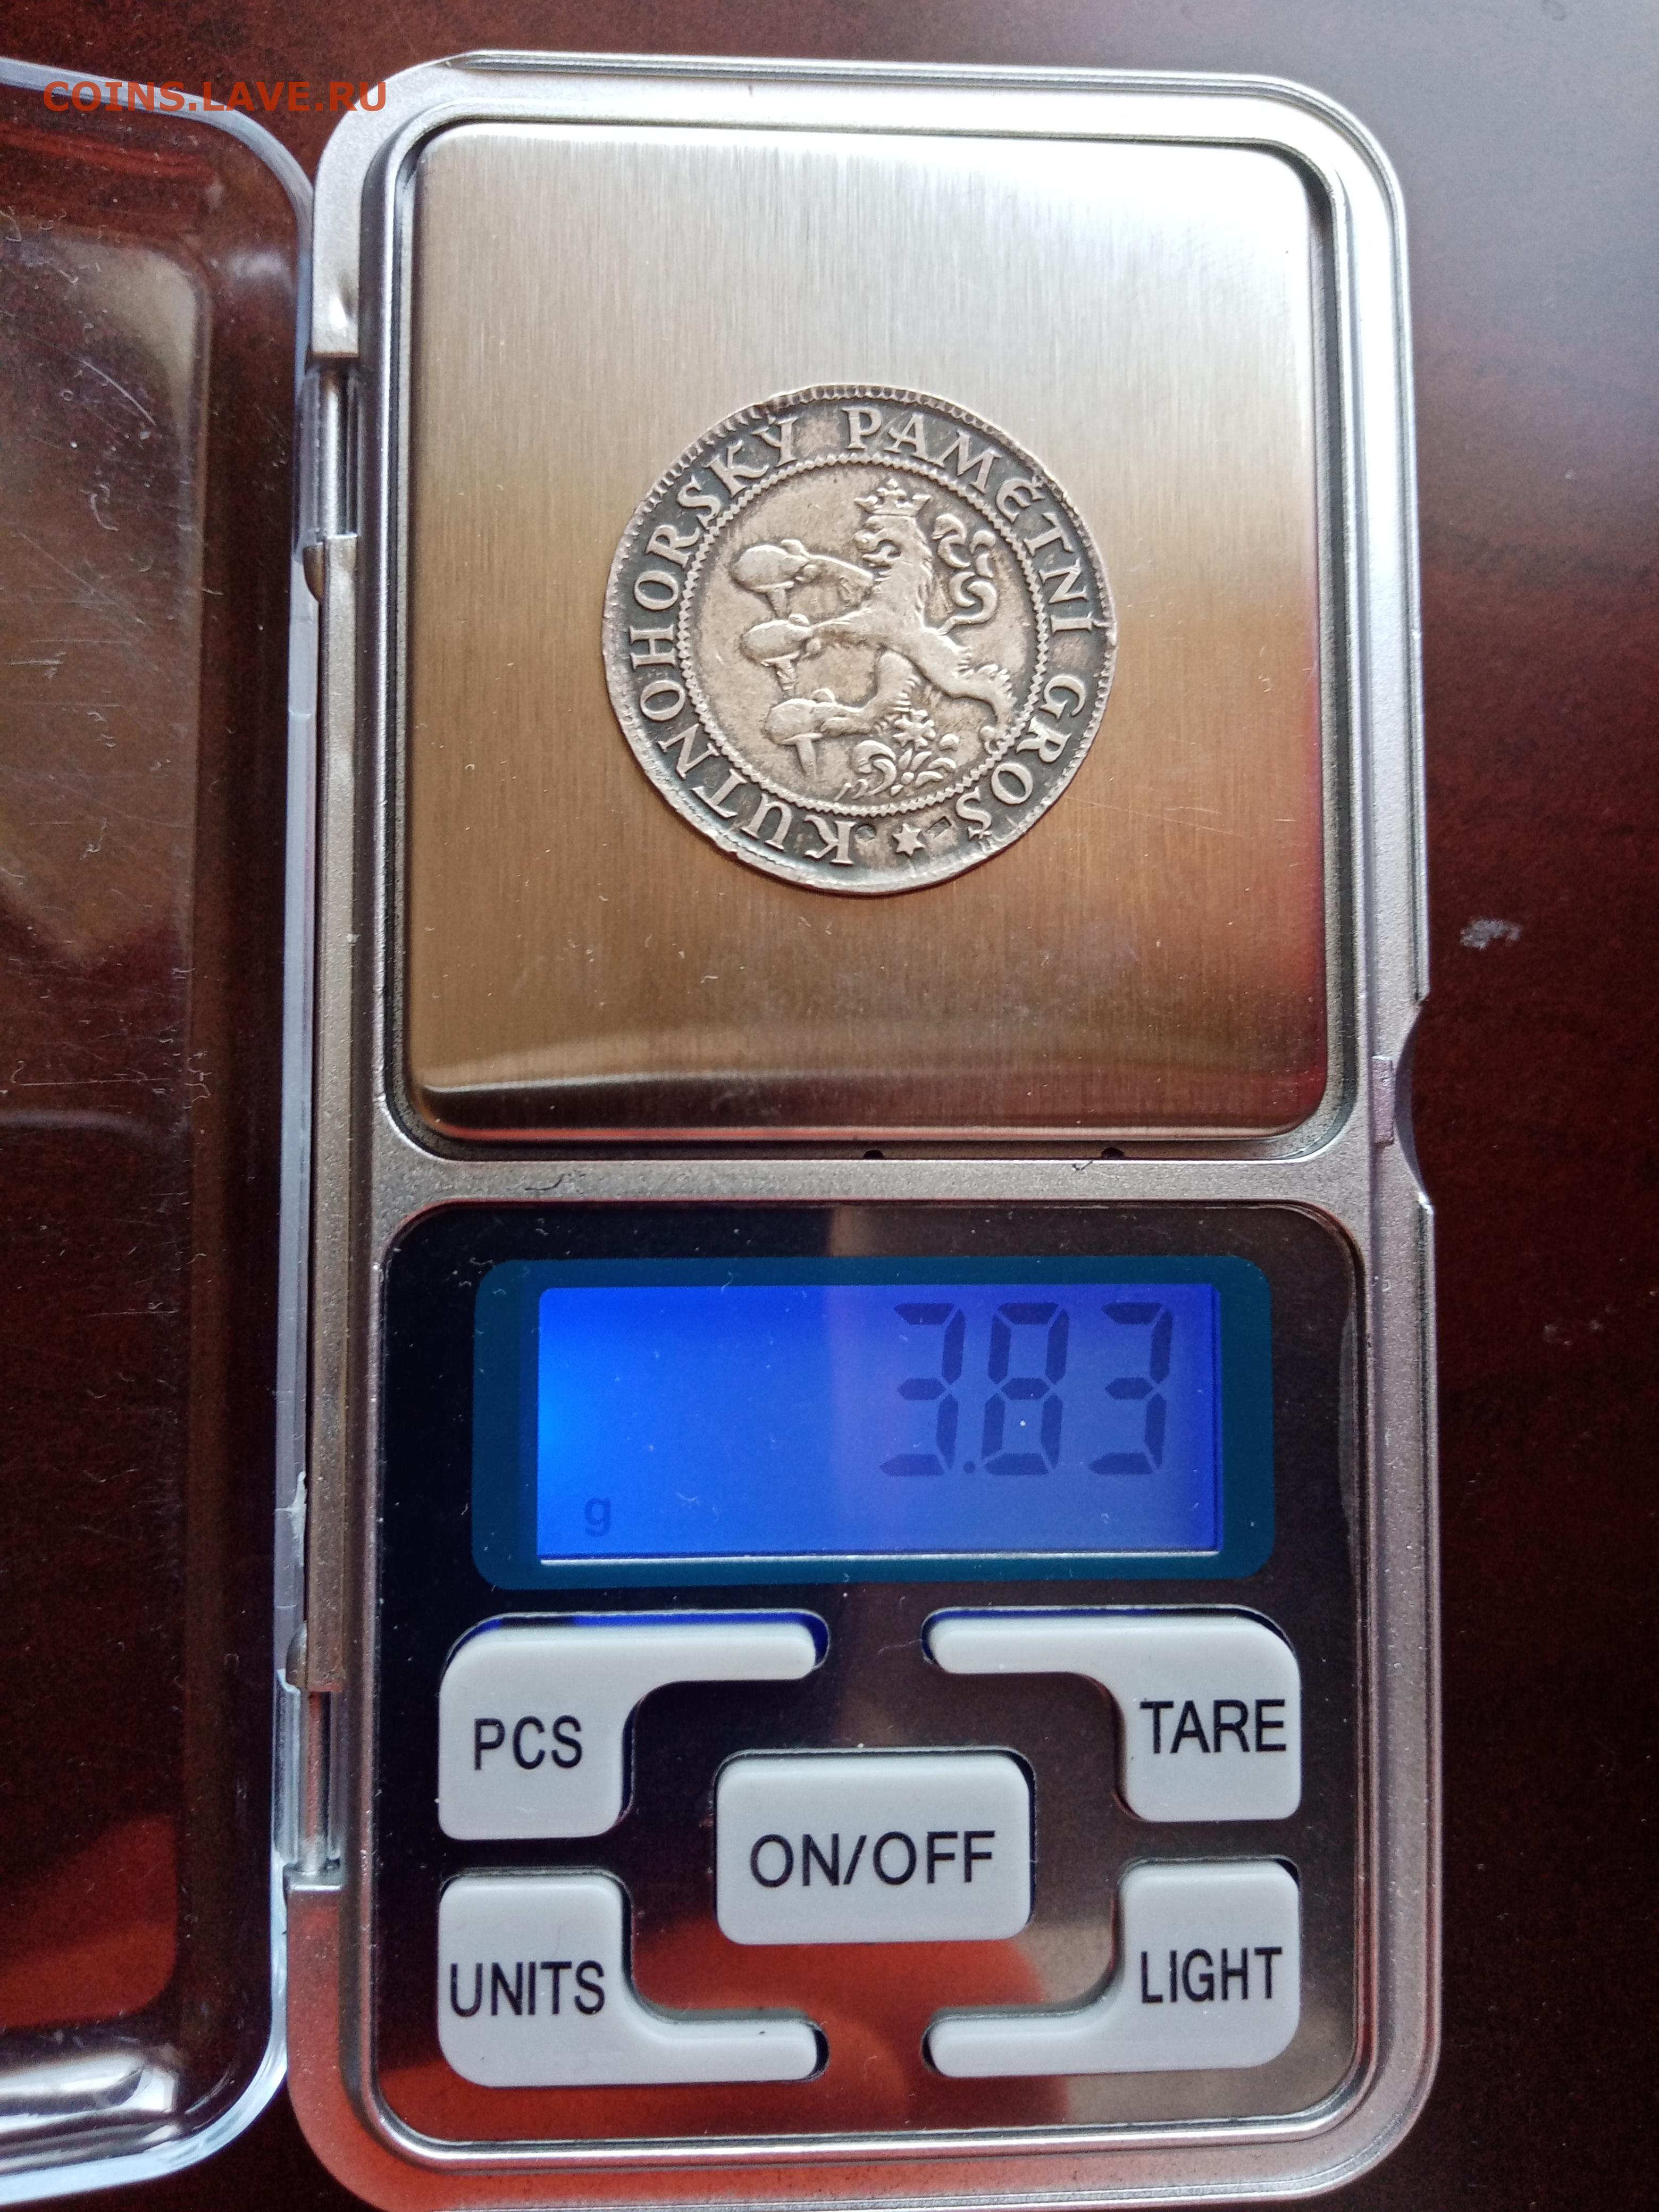 COINS.LAVE.RU
KUTNOHORSKÝ PAMĚTNÍ GROŠ
3.83
g
PCS
TARE
ON/OFF
UNITS
LIGHT